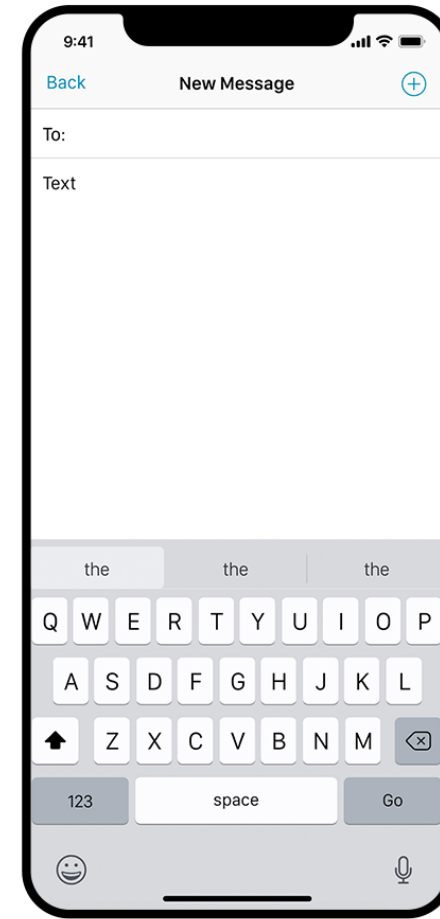 9:41
Back New Message
To:
Text
the the the
Q W E R T Y U I O P
A S D F G H J K L
Z X C V B N M
123 space Go